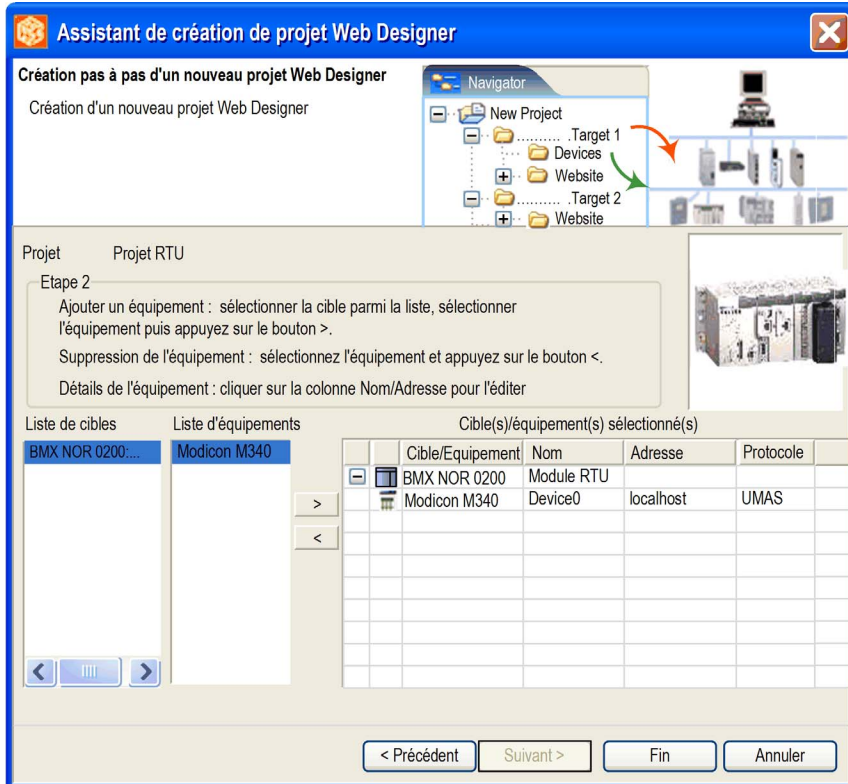 Assistant de création de projet Web Designer
Création pas à pas d'un nouveau projet Web Designer
Création d'un nouveau projet Web Designer
Navigator
New Project
.......... .Target 1
Devices
Website
.......... .Target 2
Website
Projet Projet RTU
Etape 2
Ajouter un équipement : sélectionner la cible parmi la liste, sélectionner
l'équipement puis appuyez sur le bouton >.
Suppression de l'équipement : sélectionnez l'équipement et appuyez sur le bouton <.
Détails de l'équipement : cliquer sur la colonne Nom/Adresse pour l'éditer
Liste de cibles Liste d'équipements Cible(s)/équipement(s) sélectionné(s)
BMX NOR 0200:... Modicon M340
Cible/Equipement Nom Adresse Protocole
BMX NOR 0200 Module RTU
Modicon M340 Device0 localhost UMAS
>
<
< Précédent Suivant > Fin Annuler